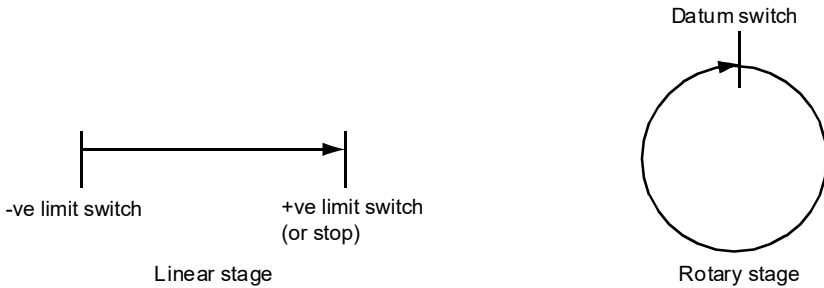 Datum switch
-ve limit switch
+ve limit switch
(or stop)
Linear stage
Rotary stage